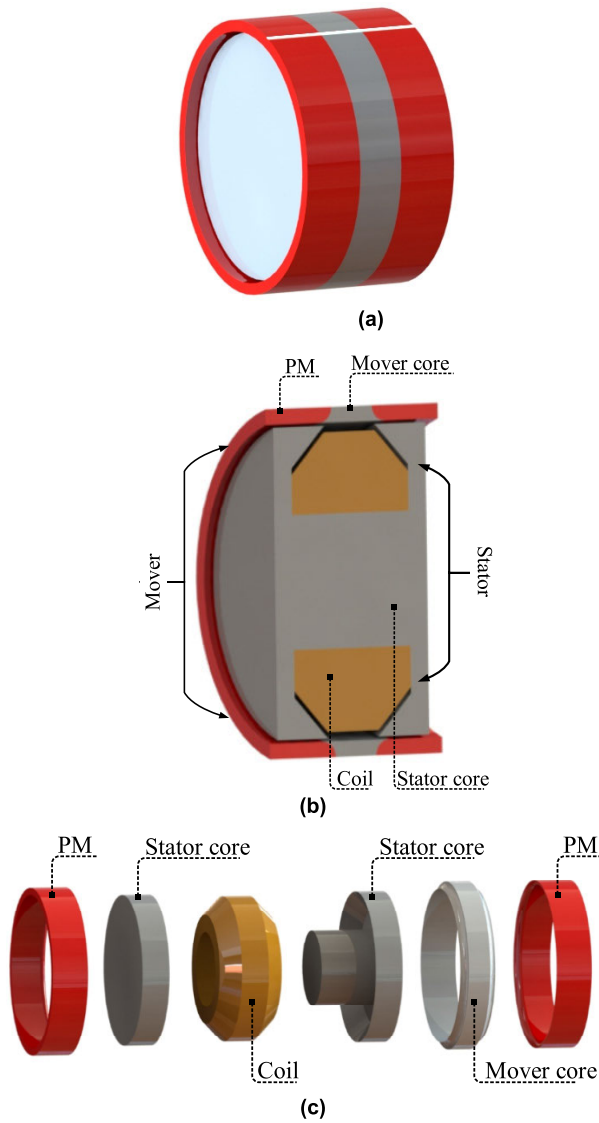 (a)
PM
Mover core
Mover
Stator
Coil
Stator core
(b)
PM
Stator core
Stator core
PM
Coil
Mover core
(c)